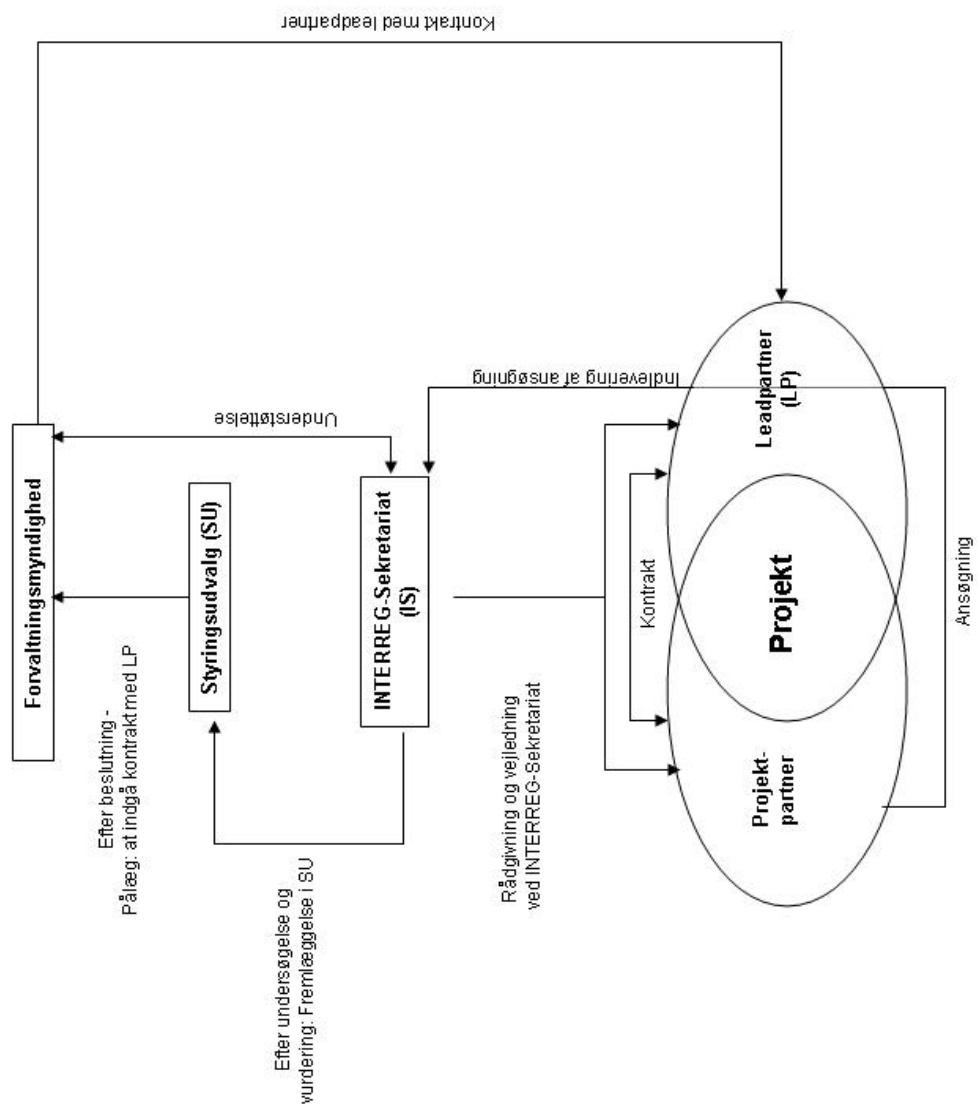 Kontrakt med leadpartner
Forvaltningsmyndighed
Efter beslutning -
Pålæg: at indgå kontrakt med LP
Understøttelse
Styringsudvalg (SU)
Efter undersøgelse og
vurdering: Fremlæggelse i SU
INTERREG-Sekretariat
(IS)
Indlevering af ansøgning
Rådgivning og vejledning
ved INTERREG-Sekretariat
Kontrakt
Projekt-
partner
Projekt
Leadpartner
(LP)
Ansøgning